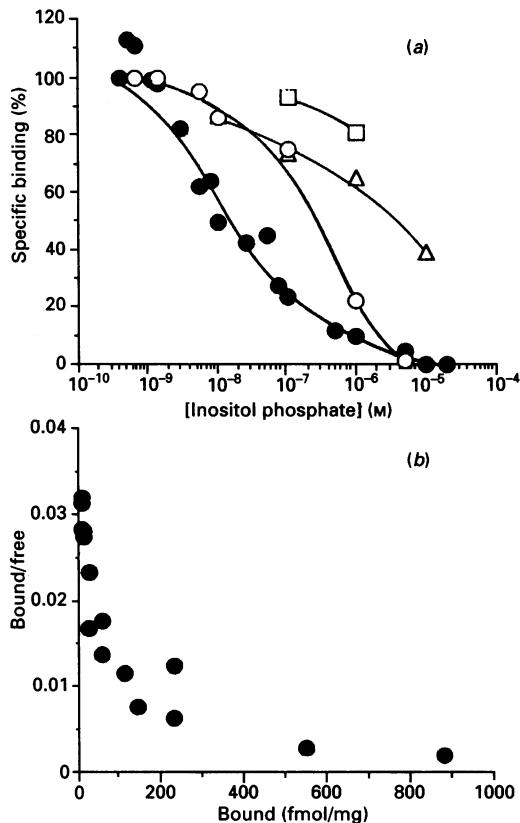 (a)
Specific binding (%)
120
100
80
60
40
20
0
10⁻¹⁰ 10⁻⁹ 10⁻⁸ 10⁻⁷ 10⁻⁶ 10⁻⁵ 10⁻⁴
[Inositol phosphate] (M)
(b)
Bound/free
0.04
0.03
0.02
0.01
0
0 200 400 600 800 1000
Bound (fmol/mg)